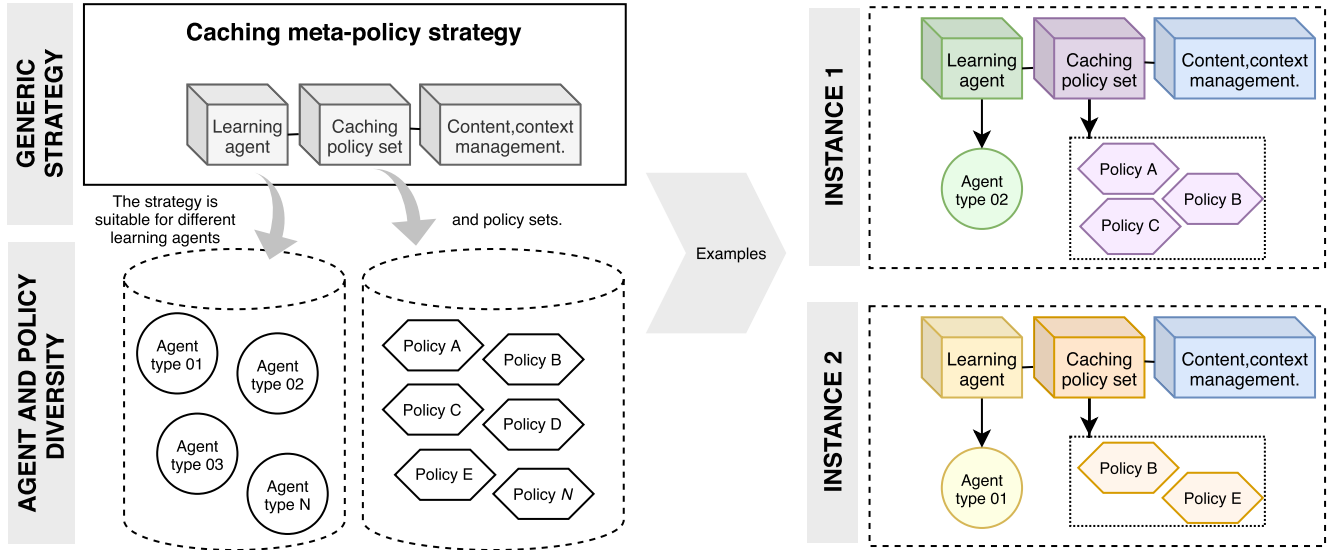 GENERIC
STRATEGY
Caching meta-policy strategy
Learning
agent
Caching
policy set
Content,context
management.
The strategy is
suitable for different
learning agents
and policy sets.
AGENT AND POLICY
DIVERSITY
Agent
type 01
Agent
type 02
Agent
type 03
Agent
type N
Policy A
Policy B
Policy C
Policy D
Policy E
Policy N
Examples
INSTANCE 1
Learning
agent
Caching
policy set
Content,context
management.
Agent
type 02
Policy A
Policy B
Policy C
INSTANCE 2
Learning
agent
Caching
policy set
Content,context
management.
Agent
type 01
Policy B
Policy E